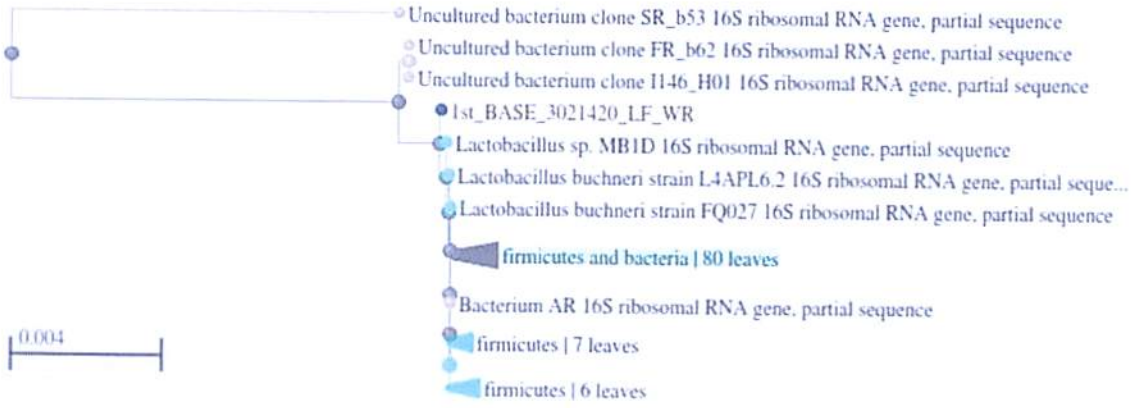 Uncultured bacterium clone SR_b53 16S ribosomal RNA gene, partial sequence
Uncultured bacterium clone FR_b62 16S ribosomal RNA gene, partial sequence
Uncultured bacterium clone I146_H01 16S ribosomal RNA gene, partial sequence
1st_BASE_3021420_LF_WR
Lactobacillus sp. MB1D 16S ribosomal RNA gene, partial sequence
Lactobacillus buchneri strain L4APL6.2 16S ribosomal RNA gene, partial seque...
Lactobacillus buchneri strain FQ027 16S ribosomal RNA gene, partial sequence
firmicutes and bacteria | 80 leaves
Bacterium AR 16S ribosomal RNA gene, partial sequence
0.004
firmicutes | 7 leaves
firmicutes | 6 leaves